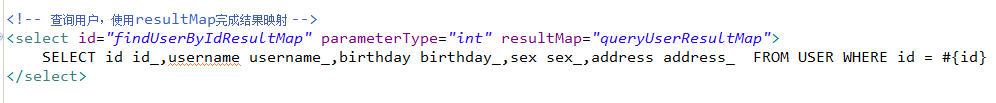 <!-- 查询用户，使用resultMap完成结果映射 -->
<select id="findUserByIdResultMap" parameterType="int" resultMap="queryUserResultMap">
SELECT id id_,username username_,birthday birthday_,sex sex_,address address_  FROM USER WHERE id = #{id}
</select>